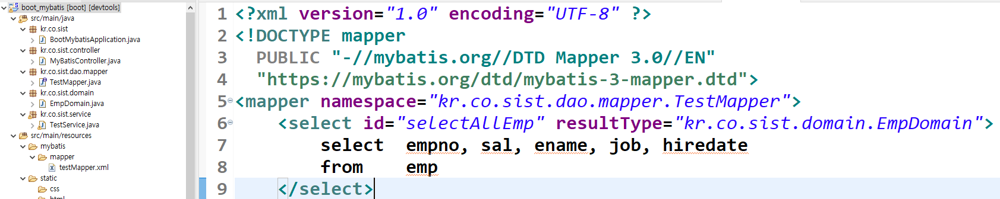 boot_mybatis [boot] [devtools]
src/main/java
kr.co.sist
BootMybatisApplication.java
kr.co.sist.controller
MyBatisController.java
kr.co.sist.dao.mapper
TestMapper.java
kr.co.sist.domain
EmpDomain.java
kr.co.sist.service
TestService.java
src/main/resources
mybatis
mapper
testMapper.xml
static
css
html
1 <?xml version="1.0" encoding="UTF-8" ?>
2 <!DOCTYPE mapper
3 PUBLIC "-//mybatis.org//DTD Mapper 3.0//EN"
4 "https://mybatis.org/dtd/mybatis-3-mapper.dtd">
5 <mapper namespace="kr.co.sist.dao.mapper.TestMapper">
6 <select id="selectAllEmp" resultType="kr.co.sist.domain.EmpDomain">
7 select empno, sal, ename, job, hiredate
8 from emp
9 </select>